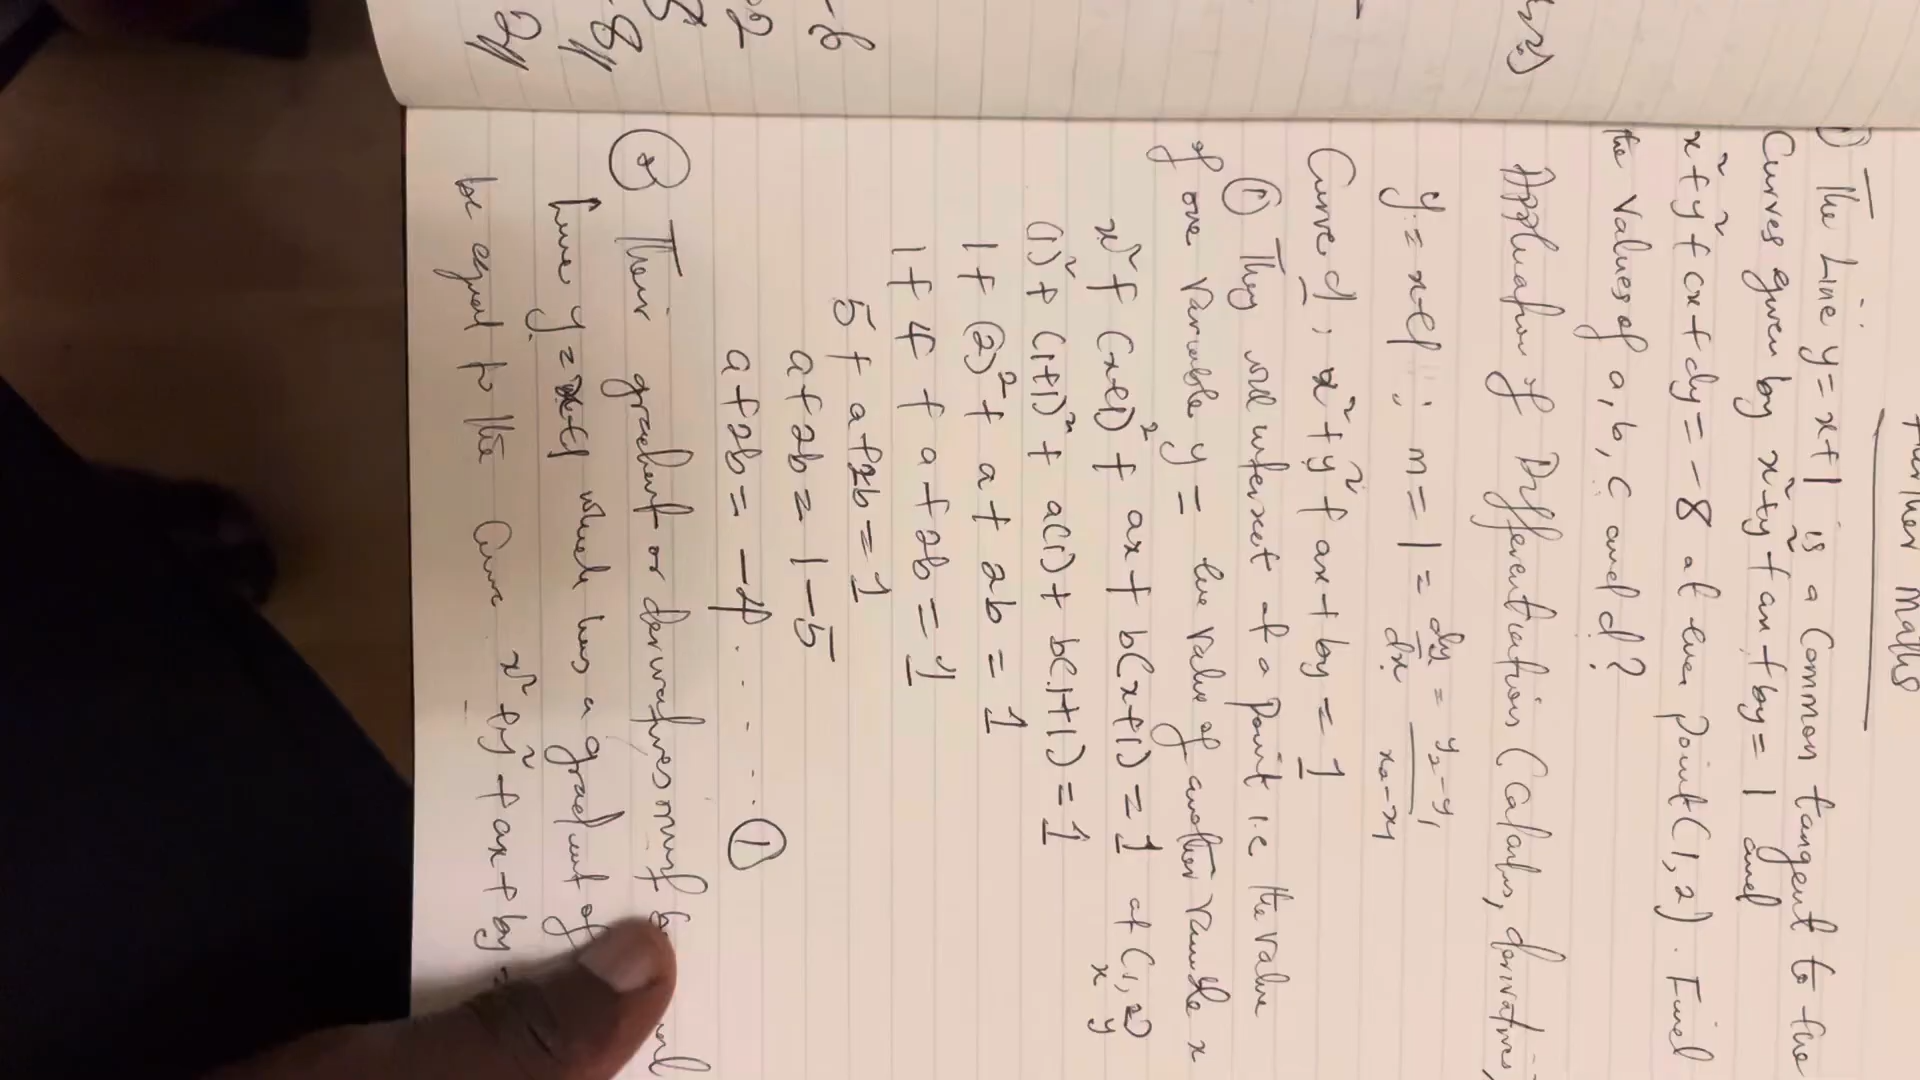 Further Maths
1) The Line y = x+1 is a Common tangent to the
Curves given by x² + y² + ax + by = 1 and
x² + y² + cx + dy = -8 at the point (1, 2). Find
the values of a, b, c and d?
Application of Differentiation (Calculus, derivatives,
y = x+1 ; m = 1 = dy/dx = y₂-y₁/x₂-x₁
Curve 1 ; x² + y² + ax + by = 1
① They will intersect at a point i.e the value
of one variable y = the value of another variable x
x² + (x+1)² + ax + b(x+1) = 1 at (1, 2)
x y
(1)² + (1+1)² + a(1) + b(1+1) = 1
1 + (2)² + a + 2b = 1
1 + 4 + a + 2b = 1
5 + a + 2b = 1
a + 2b = 1 - 5
a + 2b = -4 . . . . . ①
② Their gradient or derivatives must
line y = x+1 which has a gradient of
be equal to the Curve x² + y² + ax + by =
-6
-8
24